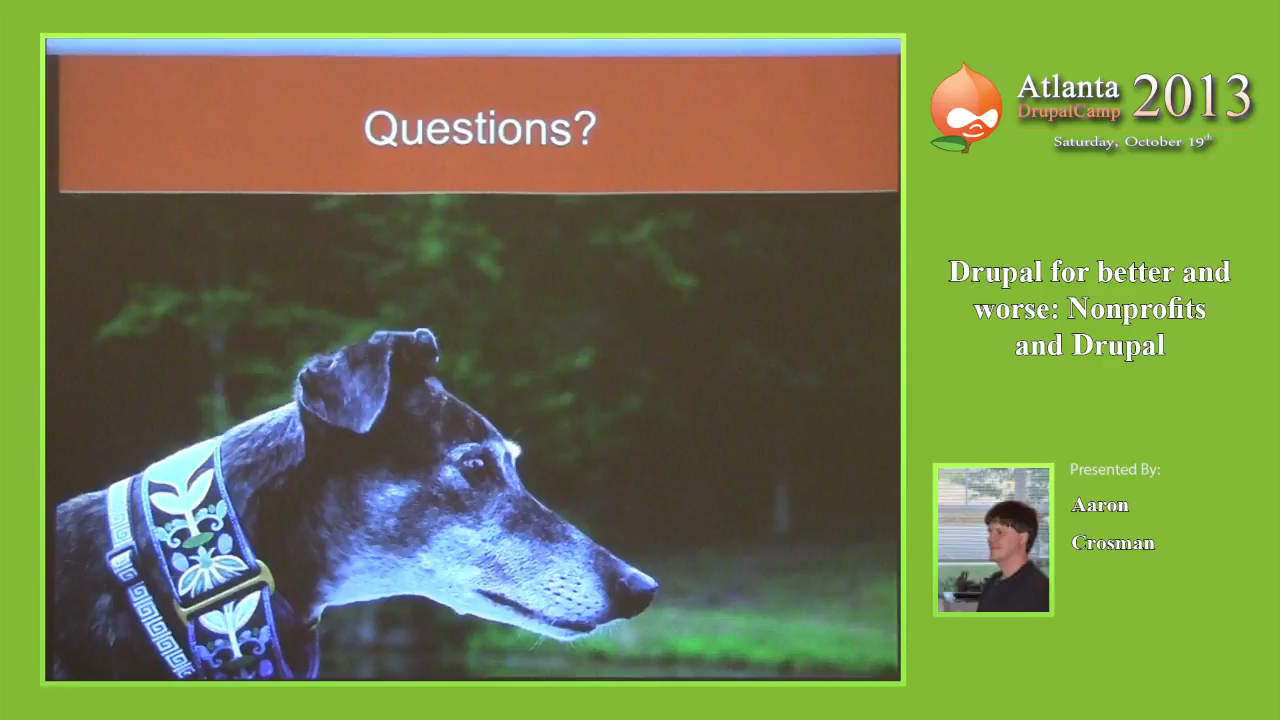 Questions?
Atlanta 2013
DrupalCamp
Saturday, October 19th
Drupal for better and
worse: Nonprofits
and Drupal
Presented By:
Aaron
Crosman